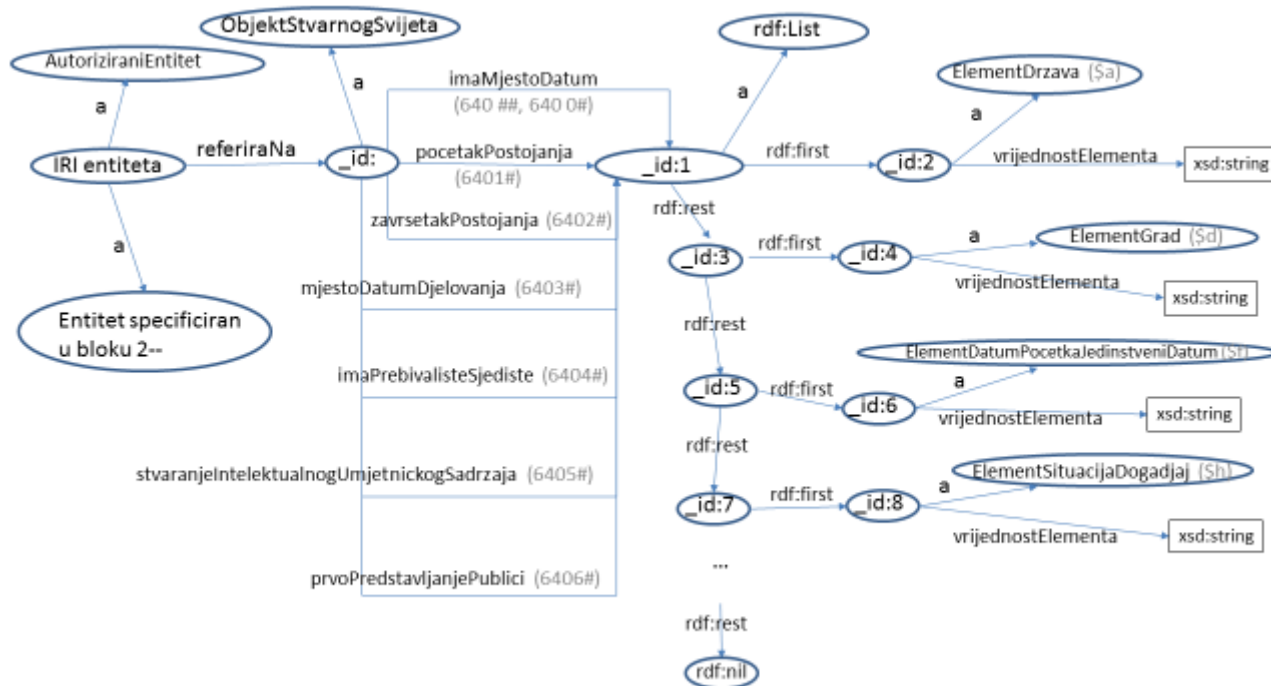 ObjektStvarnogSvijeta
rdf:List
AutoriziraniEntitet
ElementDrzava ($a)
a
a
imaMjestoDatum
(640 ##, 640 0#)
a
a
referiraNa
IRI entiteta
_id:
pocetakPostojanja
(6401#)
_id:1
rdf:first
_id:2
vrijednostElementa
xsd:string
rdf:rest
zavrsetakPostojanja (6402#)
a
_id:3
rdf:first
_id:4
a
ElementGrad ($d)
vrijednostElementa
xsd:string
mjestoDatumDjelovanja (6403#)
rdf:rest
Entitet specificiran
u bloku 2--
ElementDatumPocetkaJedinstveniDatum ($f)
imaPrebivalisteSjediste (6404#)
_id:5
rdf:first
a
_id:6
vrijednostElementa
xsd:string
rdf:rest
stvaranjeIntelektualnogUmjetnickogSadrzaja (6405#)
ElementSituacijaDogadjaj ($h)
_id:7
rdf:first
_id:8
a
vrijednostElementa
xsd:string
prvoPredstavljanjePublici (6406#)
...
rdf:rest
rdf:nil